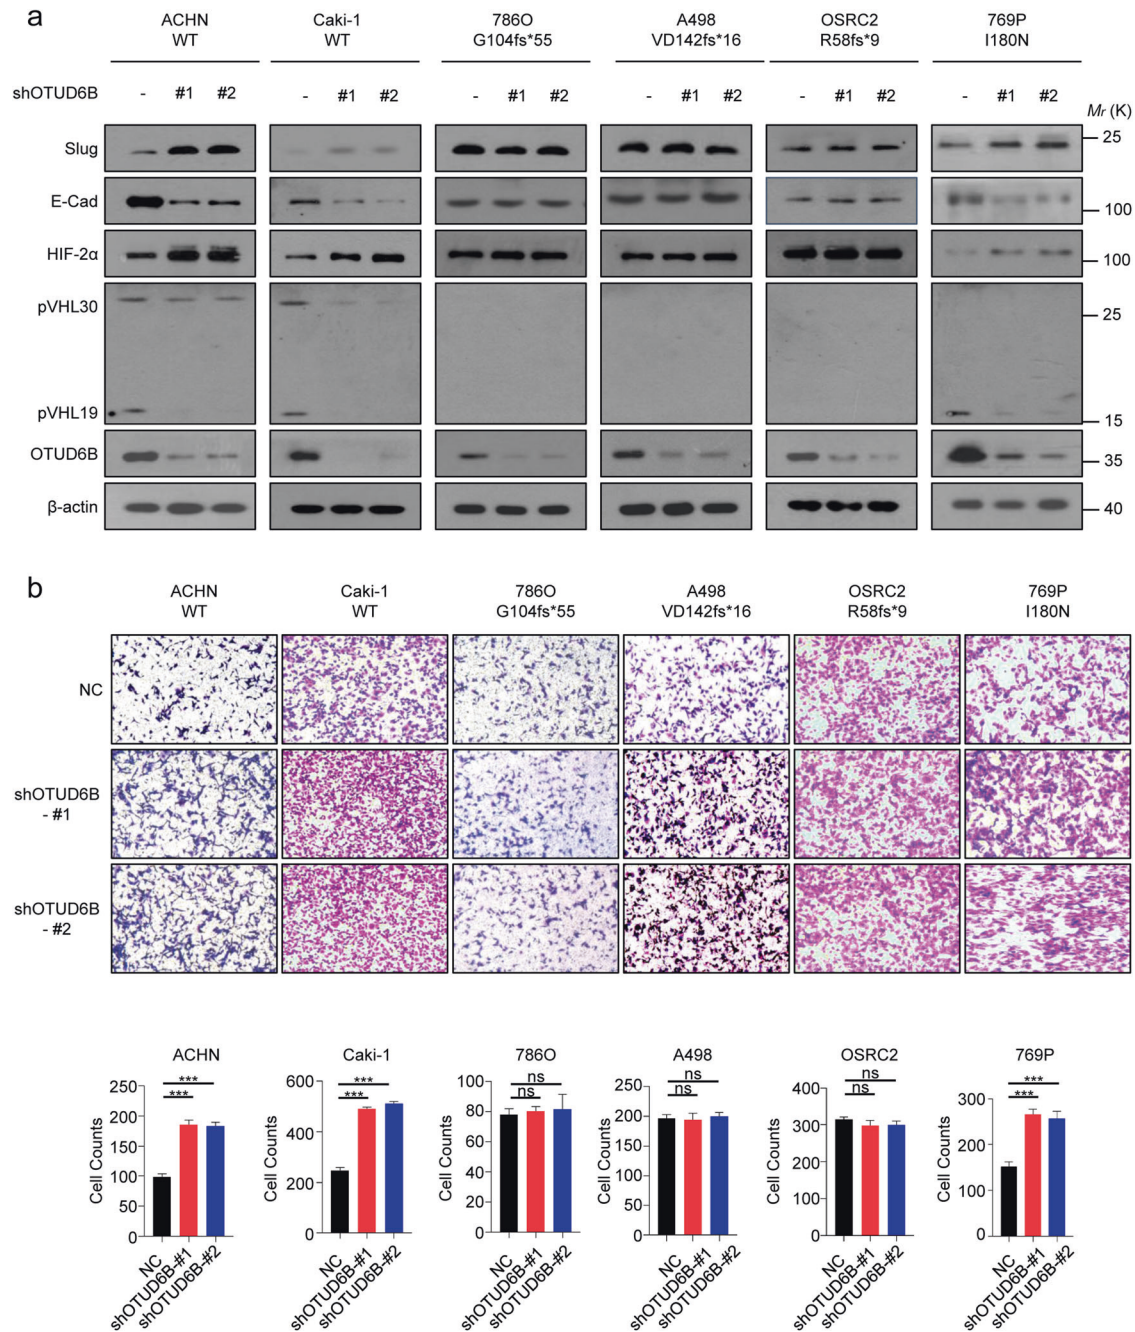 a
ACHN Caki-1 786O A498 OSRC2 769P
WT WT G104fs*55 VD142fs*16 R58fs*9 I180N
shOTUD6B - #1 #2 - #1 #2 - #1 #2 - #1 #2 - #1 #2 - #1 #2
Mr (K)
Slug 25
E-Cad 100
HIF-2α 100
pVHL30 25
pVHL19 15
OTUD6B 35
β-actin 40
b
ACHN Caki-1 786O A498 OSRC2 769P
WT WT G104fs*55 VD142fs*16 R58fs*9 I180N
NC
shOTUD6B
- #1
shOTUD6B
- #2
ACHN
Cell Counts
250
200
150
100
50
0
***
***
NC
shOTUD6B-#1
shOTUD6B-#2
Caki-1
Cell Counts
600
400
200
0
***
***
NC
shOTUD6B-#1
shOTUD6B-#2
786O
Cell Counts
100
80
60
40
20
0
ns
ns
NC
shOTUD6B-#1
shOTUD6B-#2
A498
Cell Counts
250
200
150
100
50
0
ns
ns
NC
shOTUD6B-#1
shOTUD6B-#2
OSRC2
Cell Counts
400
300
200
100
0
ns
ns
NC
shOTUD6B-#1
shOTUD6B-#2
769P
Cell Counts
300
200
100
0
***
***
NC
shOTUD6B-#1
shOTUD6B-#2